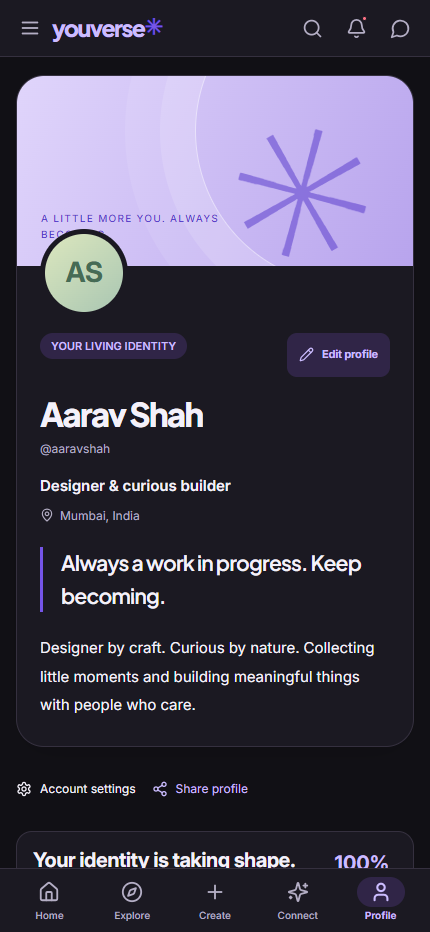 youverse
A LITTLE MORE YOU. ALWAYS
AS
YOUR LIVING IDENTITY
Edit profile
Aarav Shah
@aaravshah
Designer & curious builder
Mumbai, India
Always a work in progress. Keep
becoming.
Designer by craft. Curious by nature. Collecting
little moments and building meaningful things
with people who care.
Account settings
Share profile
Your identity is taking shape.
100%
Home
Explore
Create
Connect
Profile